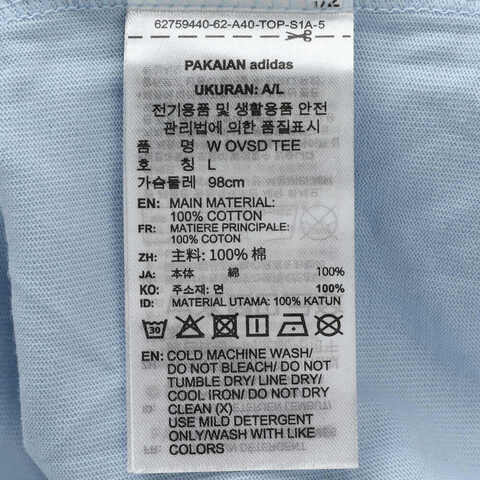 62759440-62-A40-TOP-S1A-5
PAKAIAN adidas
UKURAN: A/L
전기용품 및 생활용품 안전
관리법에 의한 품질표시
품 명 W OVSD TEE
호 칭 L
가슴둘레 98cm
EN: MAIN MATERIAL:
100% COTTON
FR: MATIERE PRINCIPALE:
100% COTON
ZH: 主料: 100% 棉
JA: 本体 綿 100%
KO: 주소재: 면 100%
ID: MATERIAL UTAMA: 100% KATUN
30
EN: COLD MACHINE WASH/
DO NOT BLEACH/ DO NOT
TUMBLE DRY/ LINE DRY/
COOL IRON/ DO NOT DRY
CLEAN (X)
USE MILD DETERGENT
ONLY/WASH WITH LIKE
COLORS